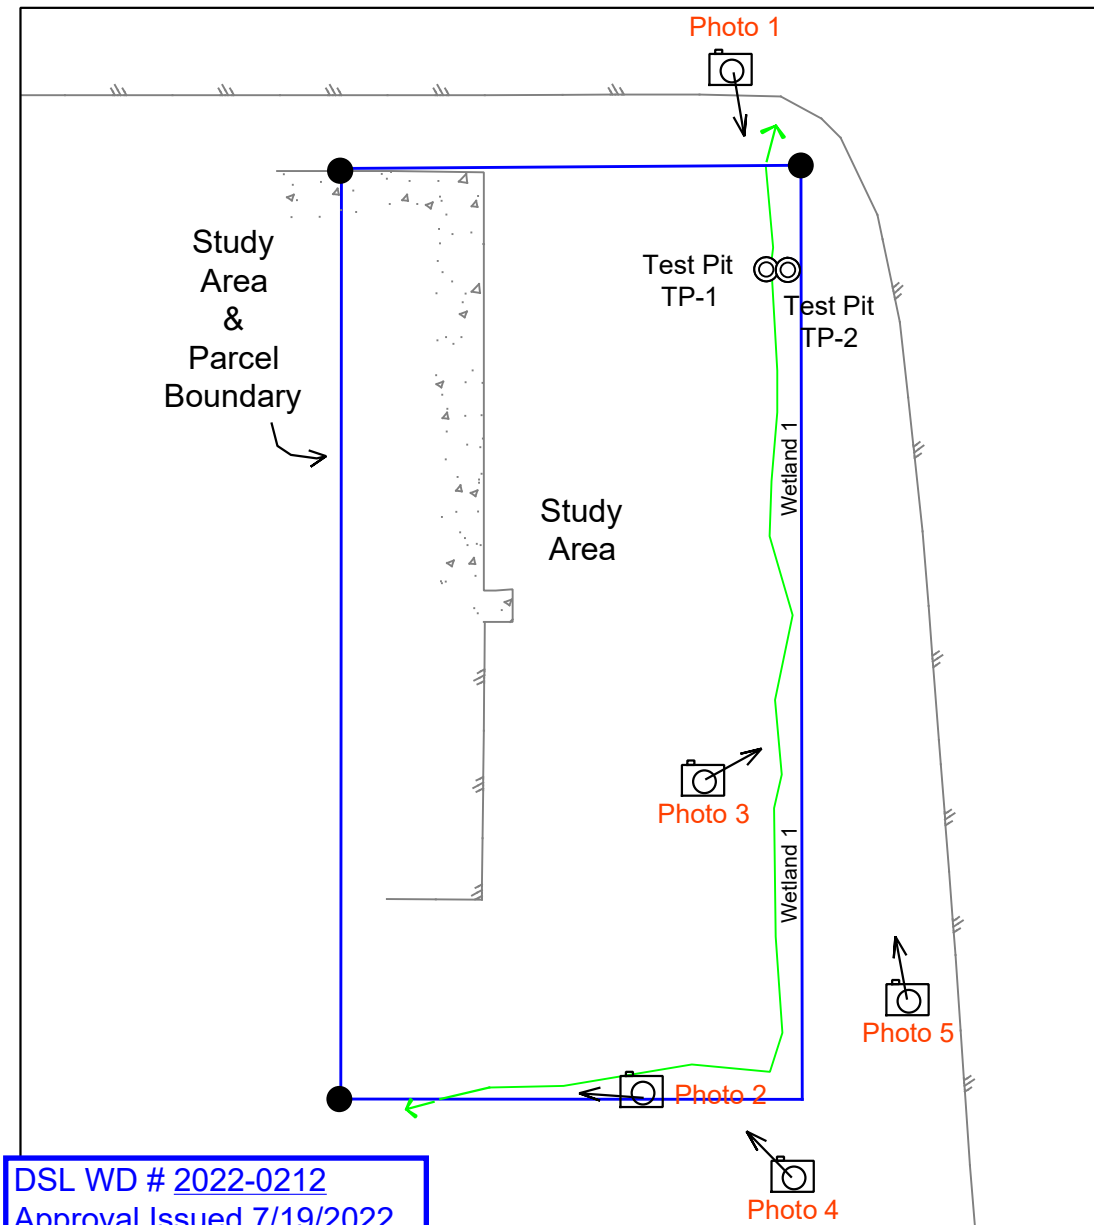 Photo 1
Study
Area
&
Parcel
Boundary
Test Pit
TP-1
Test Pit
TP-2
Wetland 1
Study
Area
Photo 3
Wetland 1
Photo 5
Photo 2
Photo 4
DSL WD # 2022-0212
Approval Issued 7/19/2022